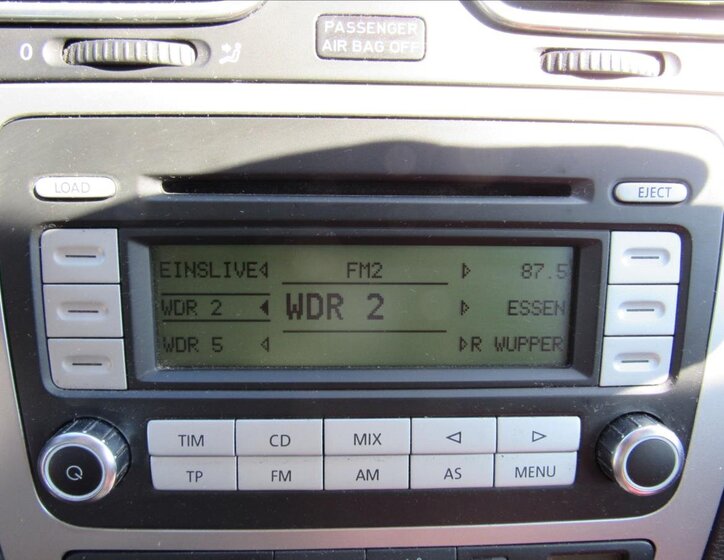 0
PASSENGER
AIR BAG OFF
LOAD
EJECT
EINSLIVE FM2 87.5
WDR 2 WDR 2 ESSEN
WDR 5 R WUPPER
TIM CD MIX
TP FM AM AS MENU